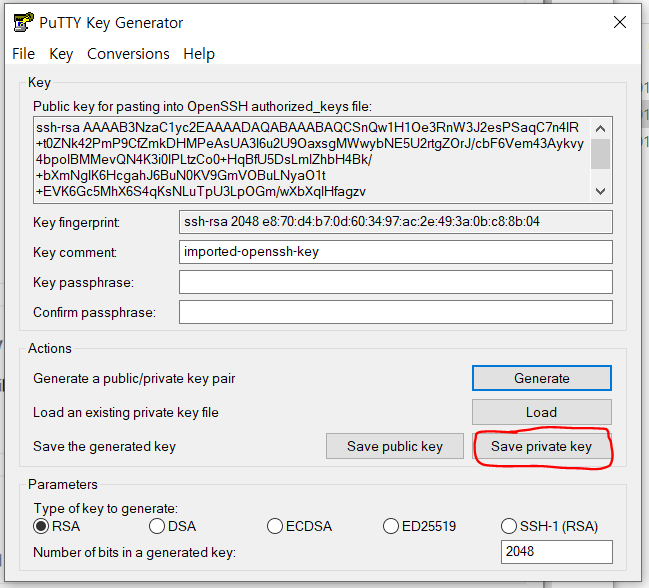 PuTTY Key Generator
File Key Conversions Help
Key
Public key for pasting into OpenSSH authorized_keys file:
ssh-rsa AAAAB3NzaC1yc2EAAAADAQABAAABAQCSnQw1H1Oe3RnW3J2esPSaqC7n4lR
+t0ZNk42PmP9CfZmkDHMPeAsUA3l6u2U9OaxsgMWwybNE5U2rtgZOrJ/cbF6Vem43Aykvy
4bpolBMMevQN4K3i0lPLtzCo0+HqBfU5DsLmlZhbH4Bk/
+bXmNglK6HcgahJ6BuN0KV9GmVOBuLNyaO1t
+EVK6Gc5MhX6S4qKsNLuTpU3LpOGm/wXbXqlHfagzv
Key fingerprint: ssh-rsa 2048 e8:70:d4:b7:0d:60:34:97:ac:2e:49:3a:0b:c8:8b:04
Key comment: imported-openssh-key
Key passphrase:
Confirm passphrase:
Actions
Generate a public/private key pair Generate
Load an existing private key file Load
Save the generated key Save public key Save private key
Parameters
Type of key to generate:
RSA DSA ECDSA ED25519 SSH-1 (RSA)
Number of bits in a generated key: 2048